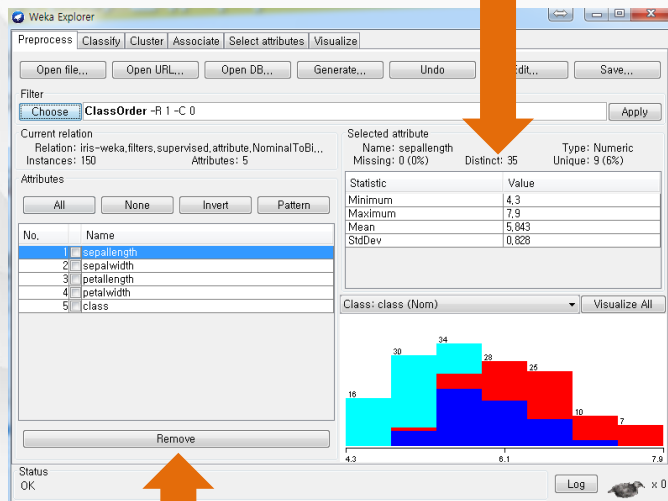 Weka Explorer
Preprocess Classify Cluster Associate Select attributes Visualize
Open file... Open URL... Open DB... Generate... Undo dit... Save...
Filter
Choose ClassOrder -R 1 -C 0 Apply
Current relation
Relation: iris-weka.filters.supervised.attribute.NominalToBi...
Instances: 150 Attributes: 5
Selected attribute
Name: sepallength Type: Numeric
Missing: 0 (0%) Distinct: 35 Unique: 9 (6%)
Attributes
All None Invert Pattern
No. Name
1 sepallength
2 sepalwidth
3 petallength
4 petalwidth
5 class
Remove
Statistic Value
Minimum 4.3
Maximum 7.9
Mean 5.843
StdDev 0.828
Class: class (Nom) Visualize All
16 30 34 28 25 10 7
4.3 6.1 7.9
Status
OK
Log x 0